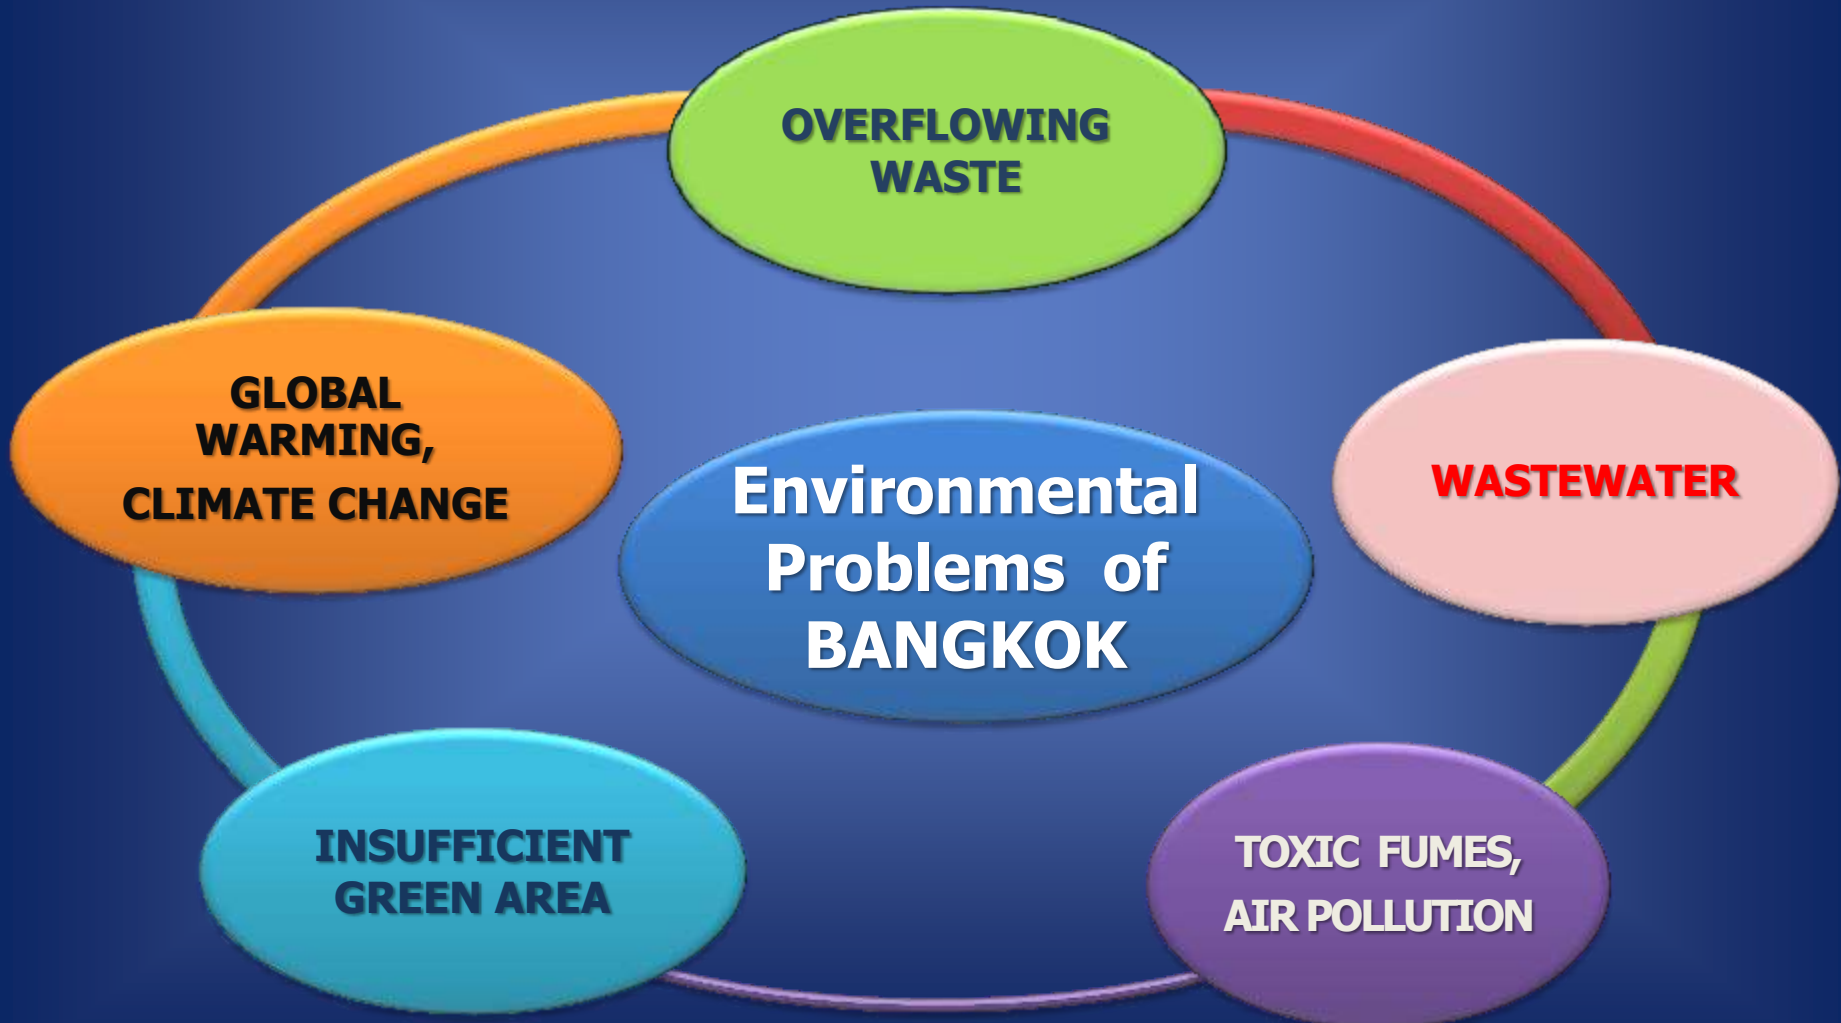 OVERFLOWING
WASTE
GLOBAL
WARMING,
CLIMATE CHANGE
WASTEWATER
Environmental
Problems of
BANGKOK
INSUFFICIENT
GREEN AREA
TOXIC FUMES,
AIR POLLUTION